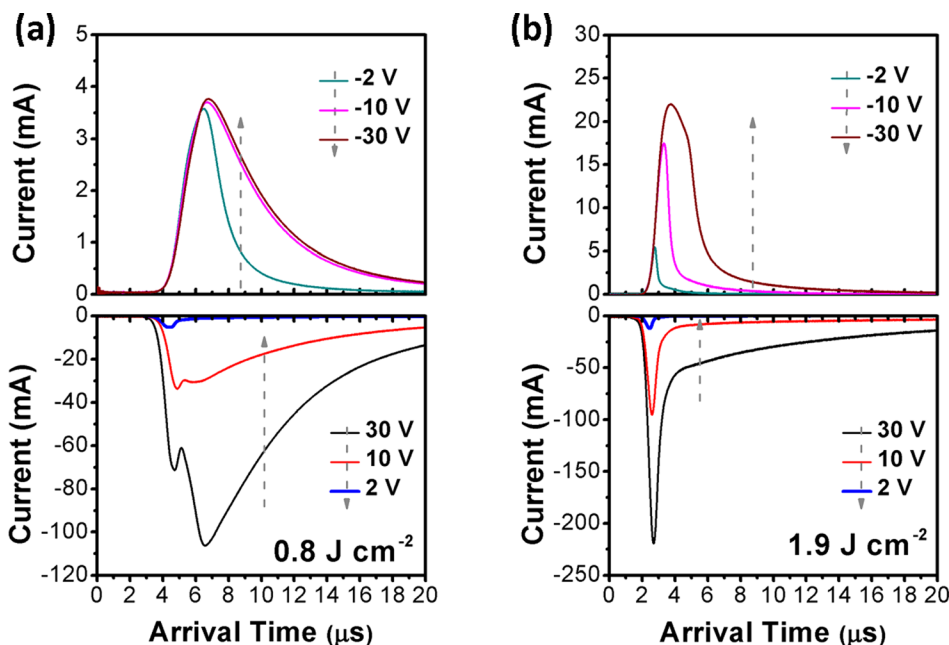 (a)
Current (mA)
5
4
3
2
1
0
-2 V
-10 V
-30 V
Current (mA)
0
-20
-40
-60
-80
-100
-120
30 V
10 V
2 V
0.8 J cm-2
0 2 4 6 8 10 12 14 16 18 20
Arrival Time (μs)
(b)
Current (mA)
30
25
20
15
10
5
0
-2 V
-10 V
-30 V
Current (mA)
0
-50
-100
-150
-200
-250
30 V
10 V
2 V
1.9 J cm-2
0 2 4 6 8 10 12 14 16 18 20
Arrival Time (μs)